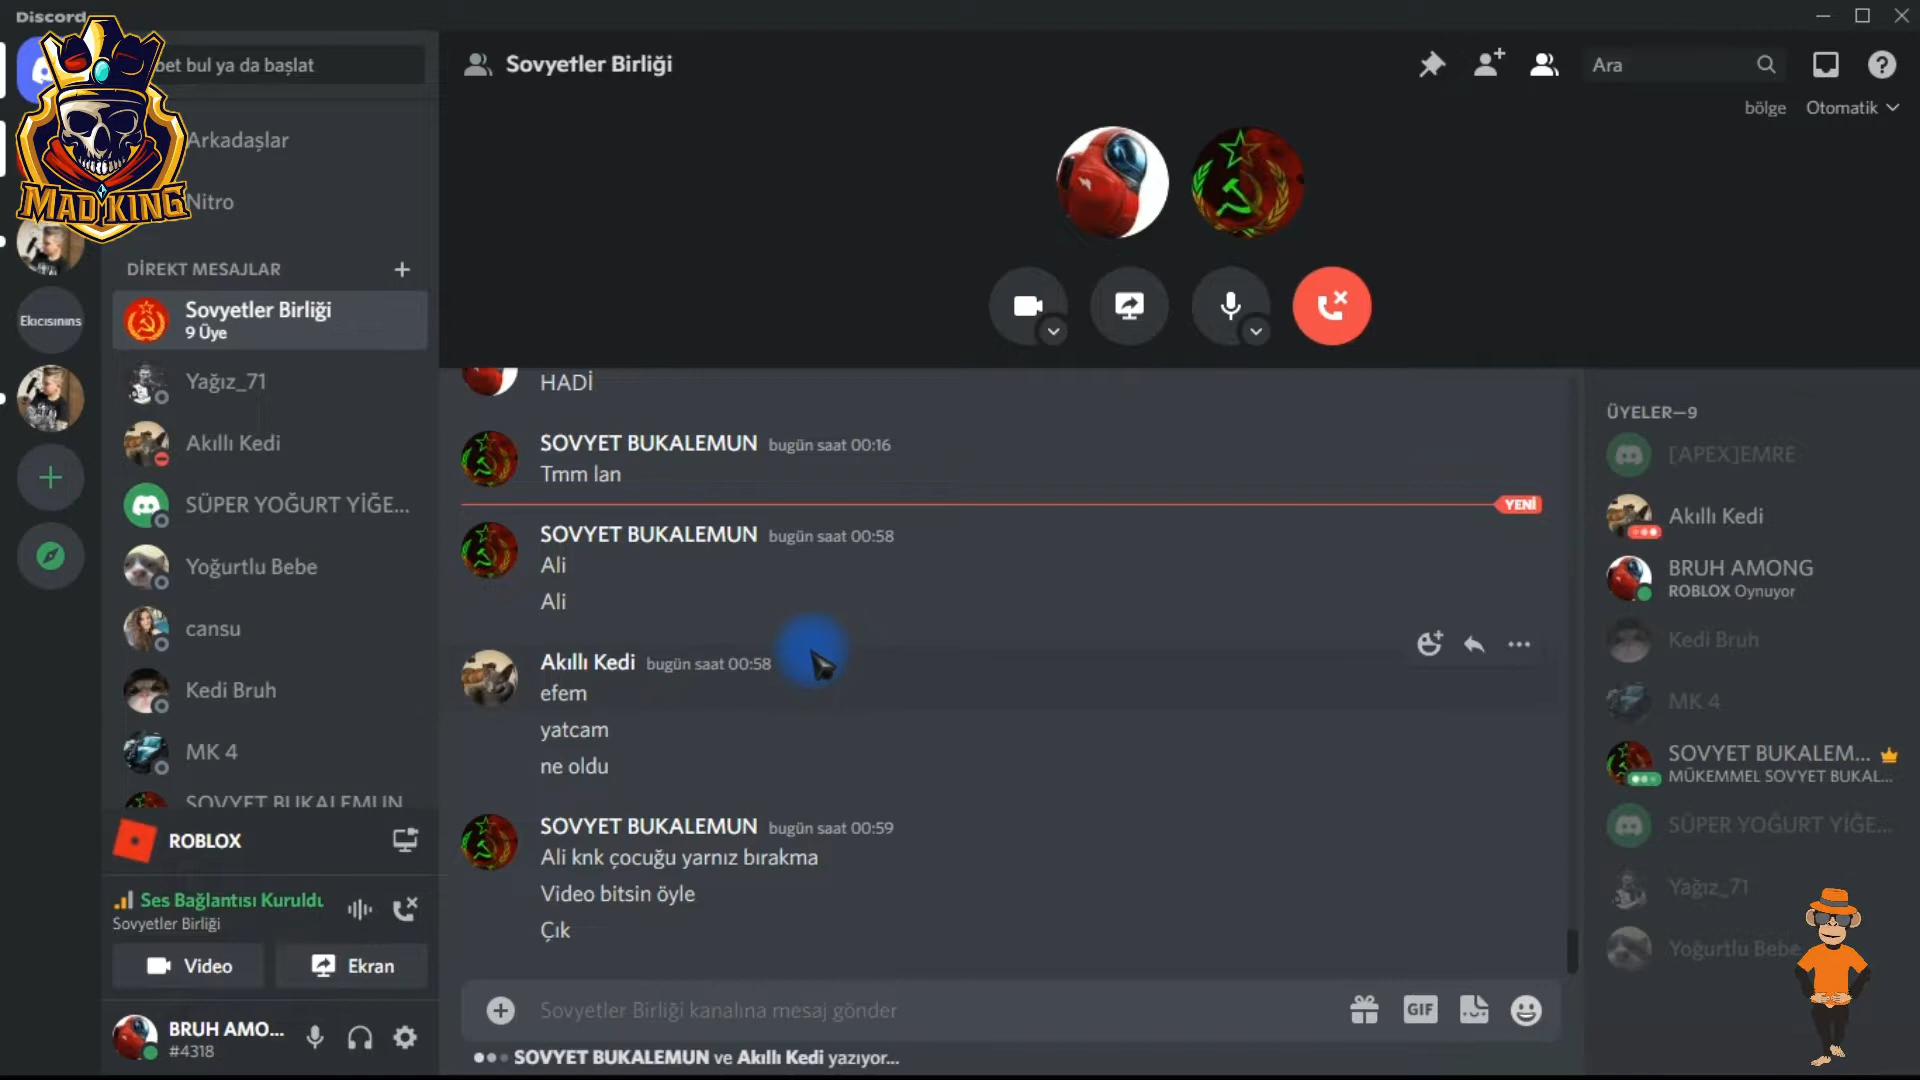 Discord
bet bul ya da başlat
MAD KING
Arkadaşlar
Nitro
Ekıcısınıns
DİREKT MESAJLAR
Sovyetler Birliği
9 Üye
Yağız_71
Akıllı Kedi
SÜPER YOĞURT YİĞE...
Yoğurtlu Bebe
cansu
Kedi Bruh
MK 4
SOVYET BUKALEMUN
ROBLOX
Ses Bağlantısı Kuruldu
Sovyetler Birliği
Video
Ekran
BRUH AMO...
#4318
Sovyetler Birliği
Ara
bölge Otomatik
HADİ
SOVYET BUKALEMUN bugün saat 00:16
Tmm lan
YENİ
SOVYET BUKALEMUN bugün saat 00:58
Ali
Ali
Akıllı Kedi bugün saat 00:58
efem
yatcam
ne oldu
SOVYET BUKALEMUN bugün saat 00:59
Ali knk çocuğu yarnız bırakma
Video bitsin öyle
Çık
Sovyetler Birliği kanalına mesaj gönder
GIF
SOVYET BUKALEMUN ve Akıllı Kedi yazıyor...
ÜYELER—9
[APEX]EMRE
Akıllı Kedi
BRUH AMONG
ROBLOX Oynuyor
Kedi Bruh
MK 4
SOVYET BUKALEM...
MÜKEMMEL SOVYET BUKAL...
SÜPER YOĞURT YİĞE...
Yağız_71
Yoğurtlu Bebe